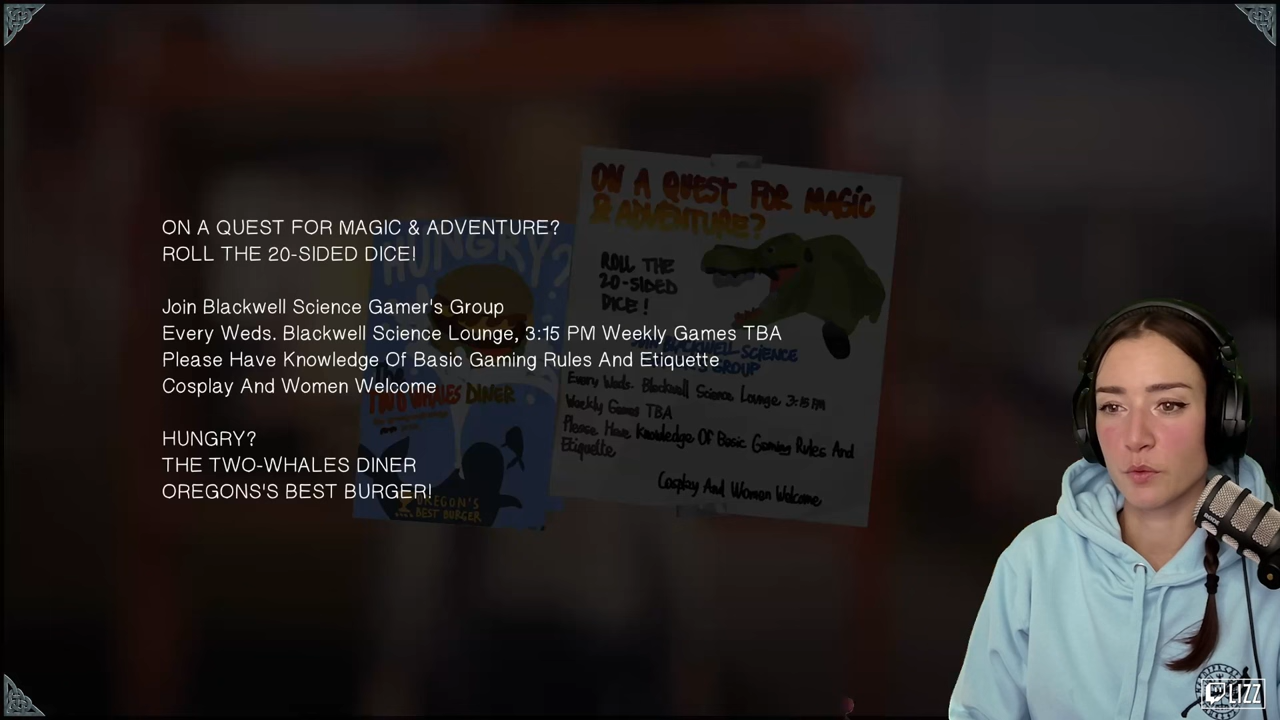 ON A QUEST FOR MAGIC & ADVENTURE?
ROLL THE 20-SIDED DICE!
Join Blackwell Science Gamer's Group
Every Weds. Blackwell Science Lounge, 3:15 PM Weekly Games TBA
Please Have Knowledge Of Basic Gaming Rules And Etiquette
Cosplay And Women Welcome
HUNGRY?
THE TWO-WHALES DINER
OREGONS'S BEST BURGER!
HUNGRY?
TWO WHALES DINER
OREGON'S
BEST BURGER
ON A QUEST FOR MAGIC
& ADVENTURE?
ROLL THE
20-SIDED
DICE!
JOIN BLACKWELL SCIENCE
GROUP
Every Weds. Blackwell Science Lounge, 3:15 PM
Weekly Games TBA
Please Have Knowledge Of Basic Gaming Rules And
Etiquette
Cosplay And Women Welcome
LIZZ